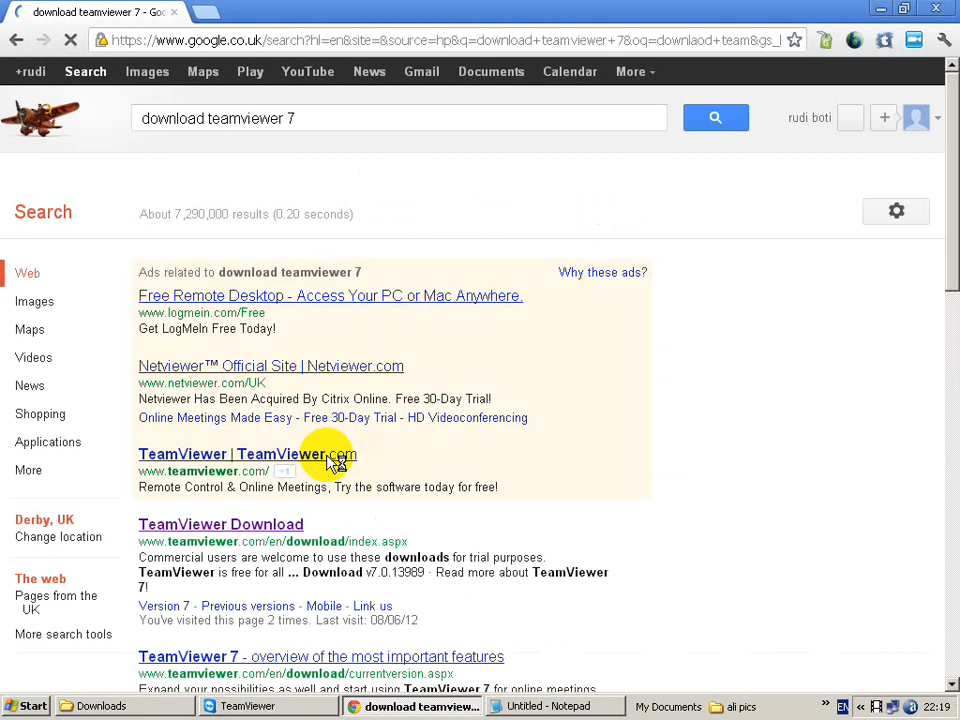 download teamviewer 7 - Goo
https://www.google.co.uk/search?hl=en&site=&source=hp&q=download+teamviewer+7&oq=downlaod+team&gs_l
+rudi Search Images Maps Play YouTube News Gmail Documents Calendar More
download teamviewer 7
rudi boti
Search
About 7,290,000 results (0.20 seconds)
Web
Images
Maps
Videos
News
Shopping
Applications
More
Derby, UK
Change location
The web
Pages from the
UK
More search tools
Ads related to download teamviewer 7
Why these ads?
Free Remote Desktop - Access Your PC or Mac Anywhere.
www.logmein.com/Free
Get LogMeIn Free Today!
Netviewer™ Official Site | Netviewer.com
www.netviewer.com/UK
Netviewer Has Been Acquired By Citrix Online. Free 30-Day Trial!
Online Meetings Made Easy - Free 30-Day Trial - HD Videoconferencing
TeamViewer | TeamViewer.com
www.teamviewer.com/ +1
Remote Control & Online Meetings, Try the software today for free!
TeamViewer Download
www.teamviewer.com/en/download/index.aspx
Commercial users are welcome to use these downloads for trial purposes.
TeamViewer is free for all ... Download v7.0.13989 · Read more about TeamViewer
7!
Version 7 - Previous versions - Mobile - Link us
You've visited this page 2 times. Last visit: 08/06/12
TeamViewer 7 - overview of the most important features
www.teamviewer.com/en/download/currentversion.aspx
Expand your possibilities as well and start using TeamViewer 7 for online meetings
Start
Downloads
TeamViewer
download teamview...
Untitled - Notepad
My Documents
ali pics
EN
22:19